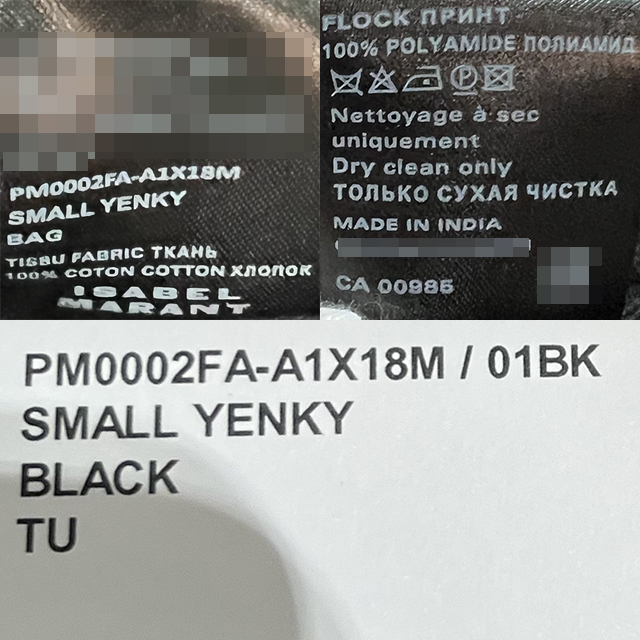 PM0002FA-A1X18M
SMALL YENKY
BAG
TISSU FABRIC ТКАНЬ
100% COTON COTTON ХЛОПОК
ISABEL
MARANT
FLOCK ПРИНТ
100% POLYAMIDE ПОЛИАМИД
Nettoyage à sec
uniquement
Dry clean only
ТОЛЬКО СУХАЯ ЧИСТКА
MADE IN INDIA
CA 00985
PM0002FA-A1X18M / 01BK
SMALL YENKY
BLACK
TU